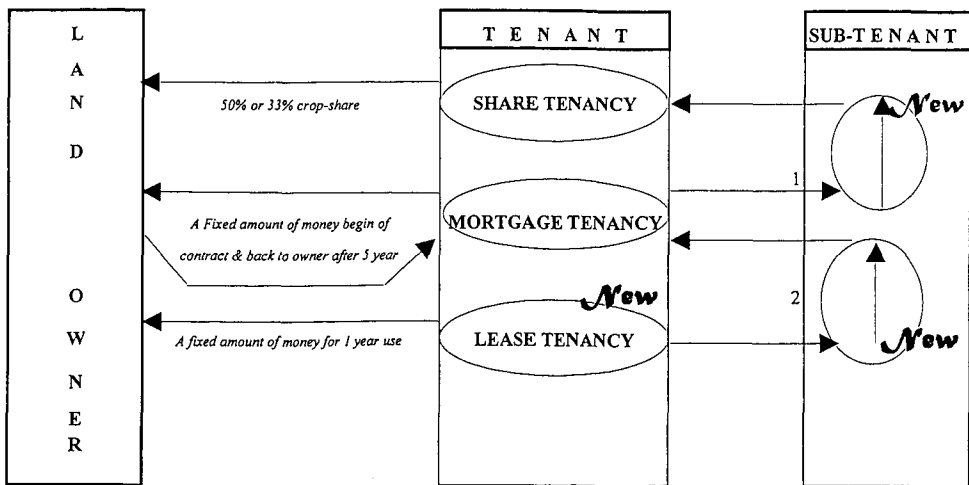 LAND OWNER
TENANT
SUB-TENANT
SHARE TENANCY
New
50% or 33% crop-share
1
MORTGAGE TENANCY
A Fixed amount of money begin of
contract & back to owner after 5 year
New
2
LEASE TENANCY
New
A fixed amount of money for 1 year use